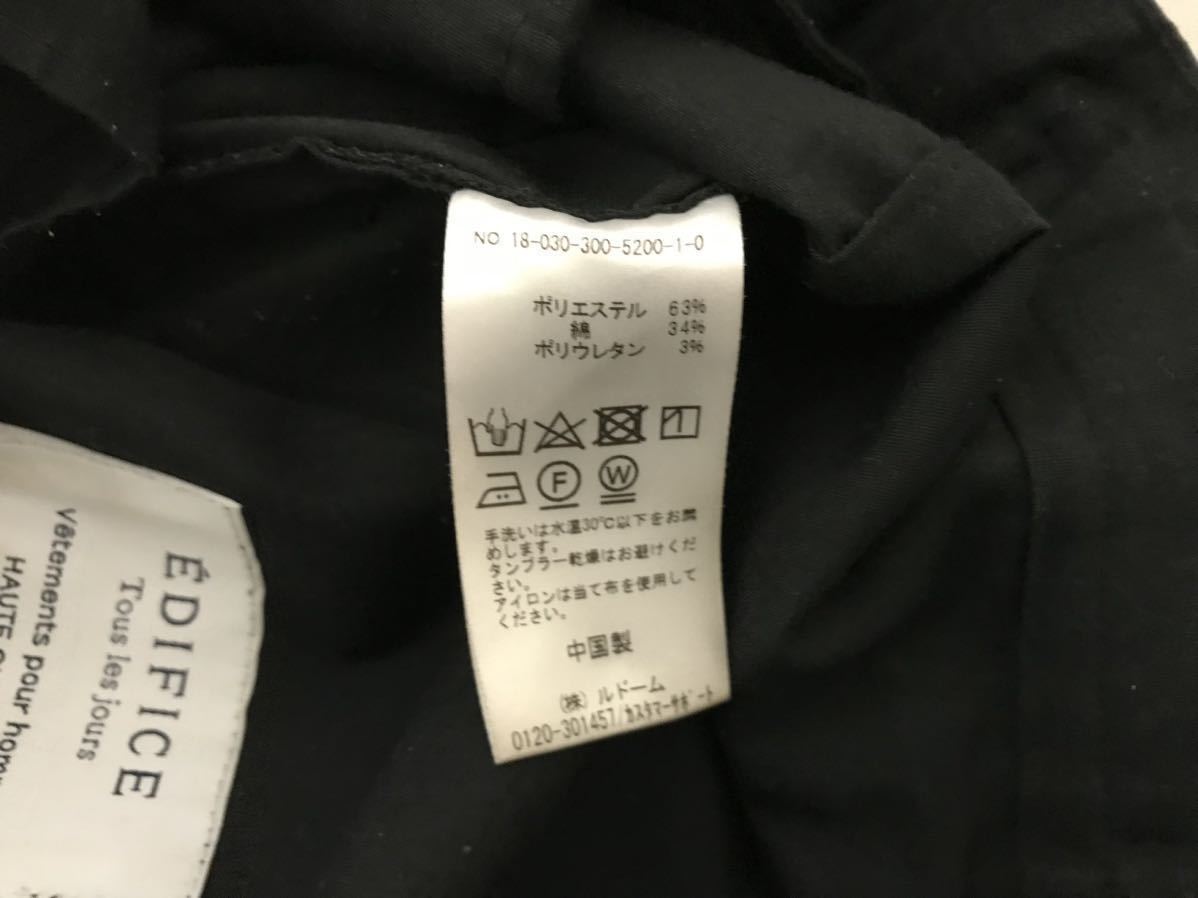 NO 18-030-300-5200-1-0
ポリエステル 63%
綿 34%
ポリウレタン 3%
F
W
手洗いは水温30℃以下をお薦
めします。
タンブラー乾燥はお避けくだ
さい。
アイロンは当て布を使用して
ください。
中国製
(株)ルドーム
0120-301457/カスタマーサポート
ÉDIFICE
Tous les jours
Vêtements pour
HAUTE